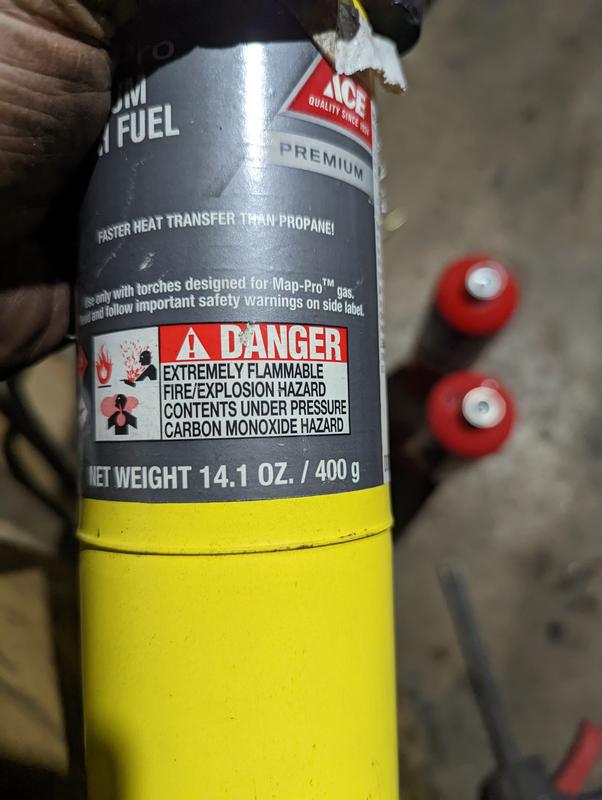 Pro
UM
FUEL
ACE
QUALITY SINCE 1924
PREMIUM
FASTER HEAT TRANSFER THAN PROPANE!
Use only with torches designed for Map-Pro™ gas.
and follow important safety warnings on side label.
DANGER
EXTREMELY FLAMMABLE
FIRE/EXPLOSION HAZARD
CONTENTS UNDER PRESSURE
CARBON MONOXIDE HAZARD
NET WEIGHT 14.1 OZ. / 400 g